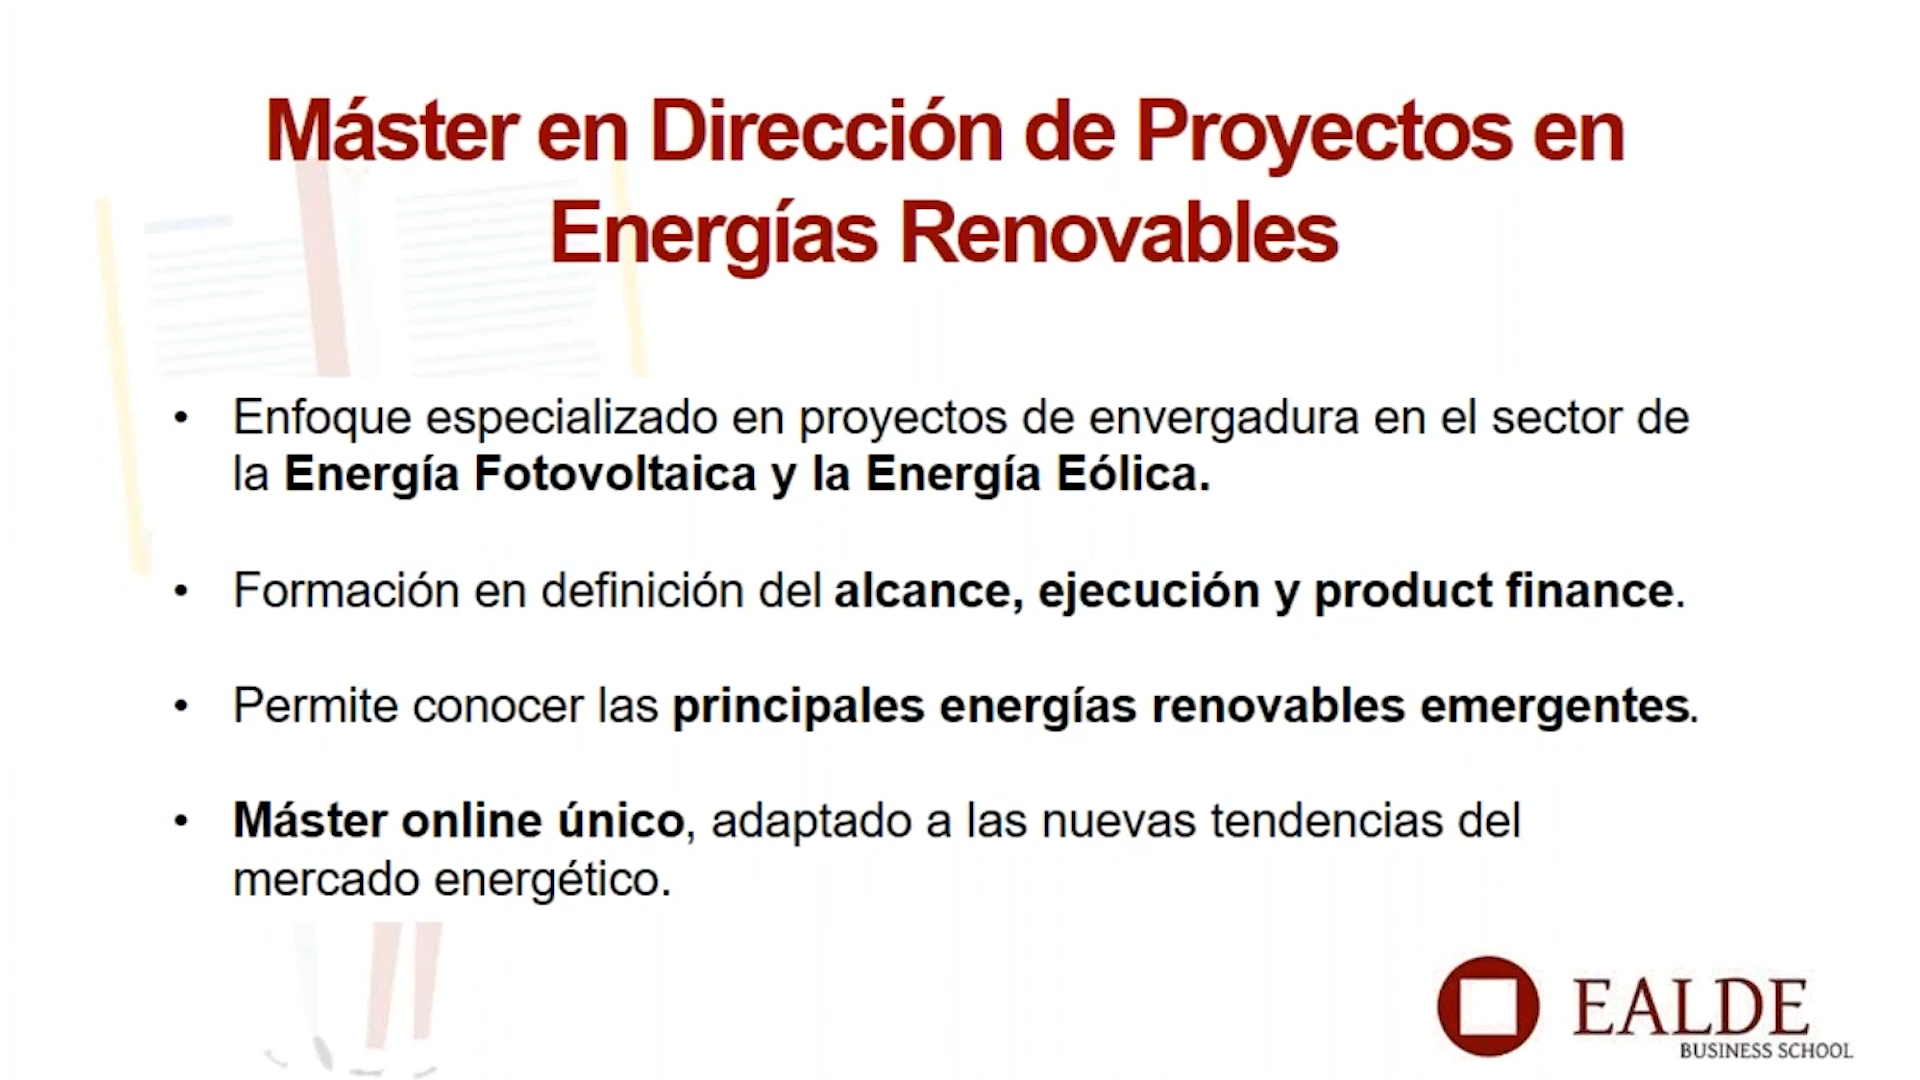 Máster en Dirección de Proyectos en
Energías Renovables
• Enfoque especializado en proyectos de envergadura en el sector de
la Energía Fotovoltaica y la Energía Eólica.
• Formación en definición del alcance, ejecución y product finance.
• Permite conocer las principales energías renovables emergentes.
• Máster online único, adaptado a las nuevas tendencias del
mercado energético.
EALDE
BUSINESS SCHOOL